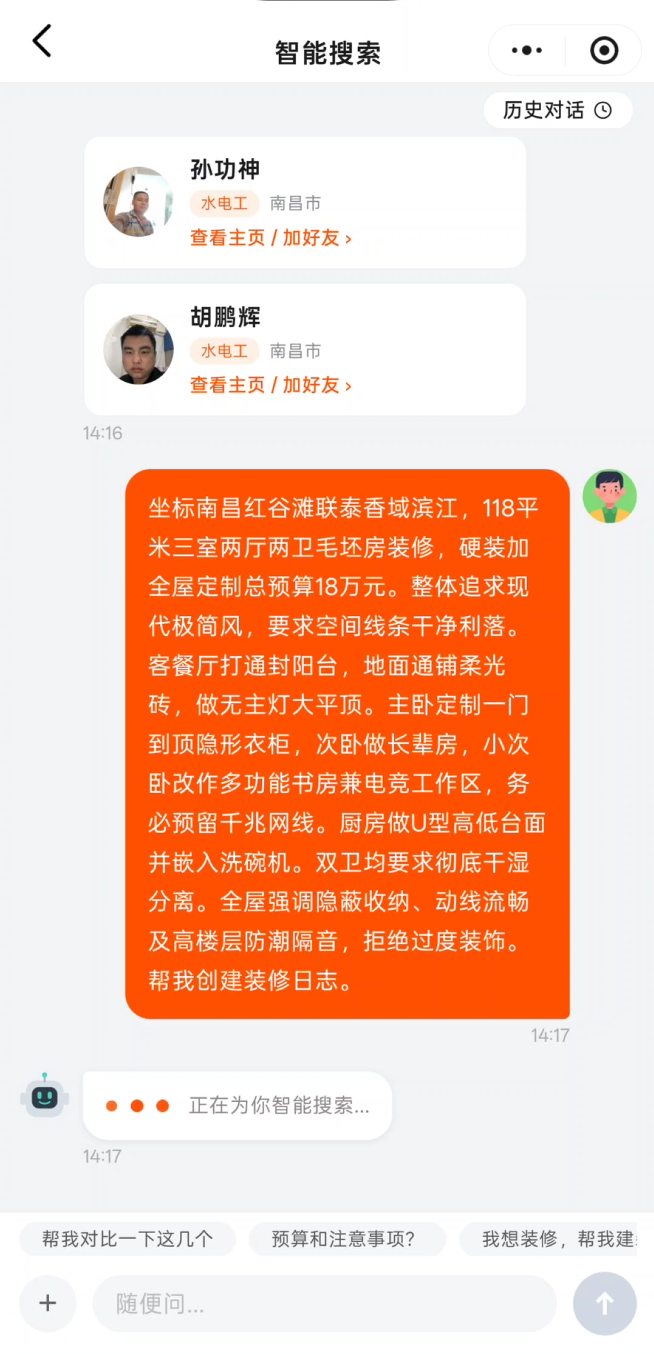 智能搜索
历史对话
孙功神
水电工 南昌市
查看主页 / 加好友 ›
胡鹏辉
水电工 南昌市
查看主页 / 加好友 ›
14:16
坐标南昌红谷滩联泰香域滨江，118平
米三室两厅两卫毛坯房装修，硬装加
全屋定制总预算18万元。整体追求现
代极简风，要求空间线条干净利落。
客餐厅打通封阳台，地面通铺柔光
砖，做无主灯大平顶。主卧定制一门
到顶隐形衣柜，次卧做长辈房，小次
卧改作多功能书房兼电竞工作区，务
必预留千兆网线。厨房做U型高低台面
并嵌入洗碗机。双卫均要求彻底干湿
分离。全屋强调隐蔽收纳、动线流畅
及高楼层防潮隔音，拒绝过度装饰。
帮我创建装修日志。
14:17
正在为你智能搜索...
14:17
帮我对比一下这几个 预算和注意事项？ 我想装修，帮我建
随便问...